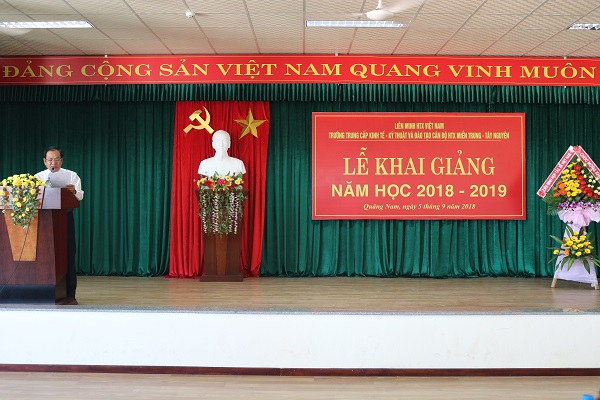 ĐẢNG CỘNG SẢN VIỆT NAM QUANG VINH MUÔN
LIÊN MINH HTX VIỆT NAM
TRƯỜNG TRUNG CẤP KINH TẾ - KỸ THUẬT VÀ ĐÀO TẠO CÁN BỘ HTX MIỀN TRUNG - TÂY NGUYÊN
LỄ KHAI GIẢNG
NĂM HỌC 2018 - 2019
Quảng Nam, ngày 5 tháng 9 năm 2018